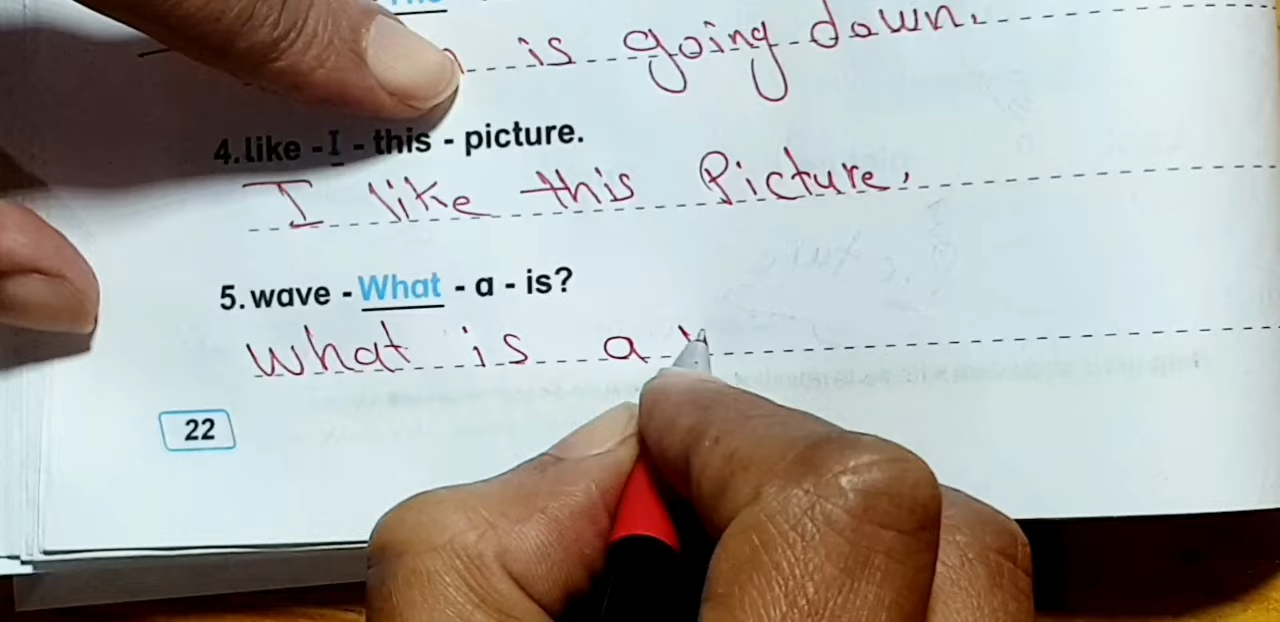 is going down.
4. like - I - this - picture.
I like this Picture.
5. wave - What - a - is?
What is a
22